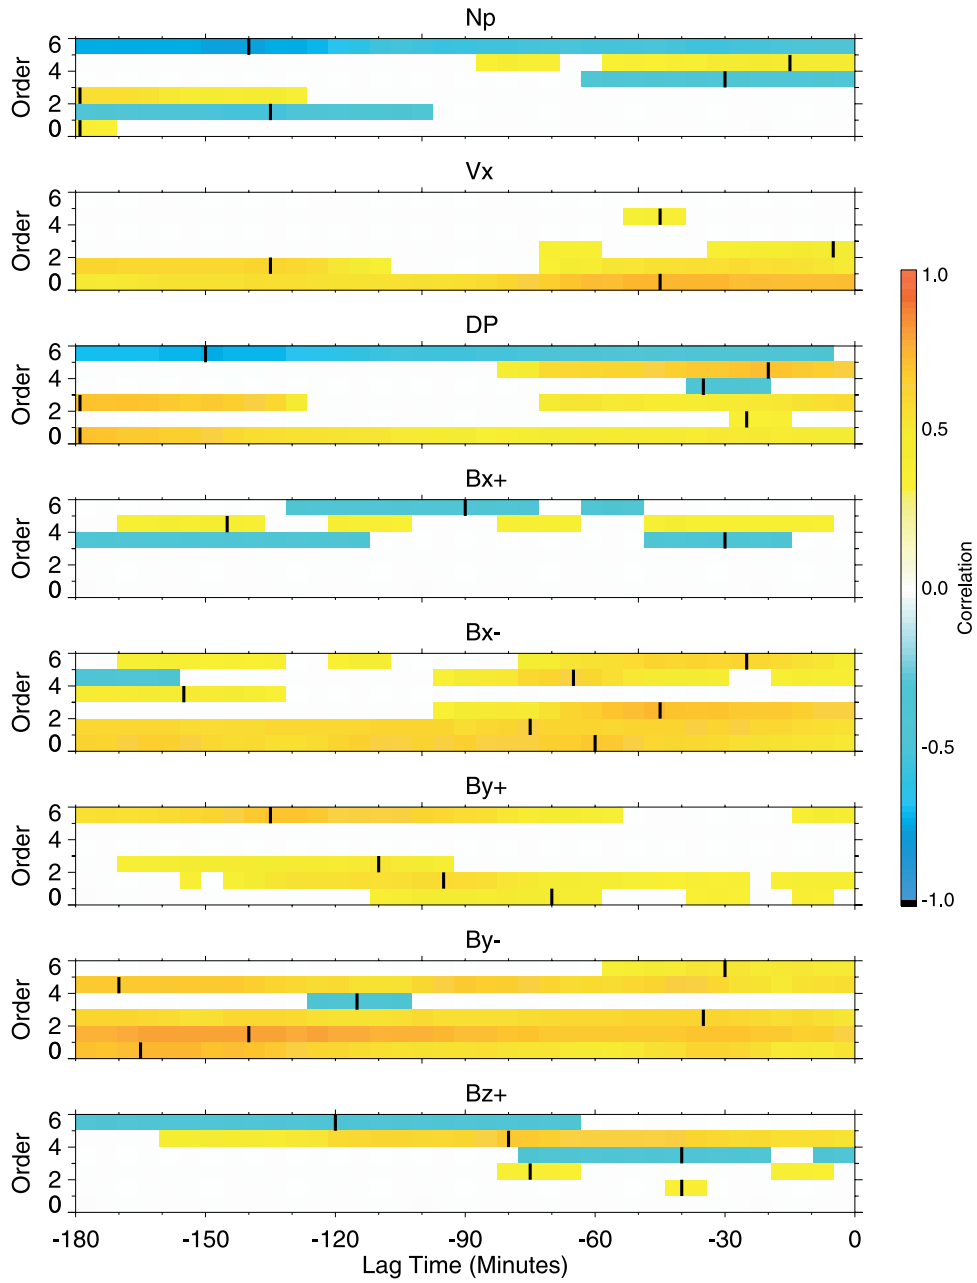 Np
Order
6
4
2
0
Vx
Order
6
4
2
0
DP
Order
6
4
2
0
Bx+
Order
6
4
2
0
Bx-
Order
6
4
2
0
By+
Order
6
4
2
0
By-
Order
6
4
2
0
Bz+
Order
6
4
2
0
-180 -150 -120 -90 -60 -30 0
Lag Time (Minutes)
1.0
0.5
0.0
-0.5
-1.0
Correlation